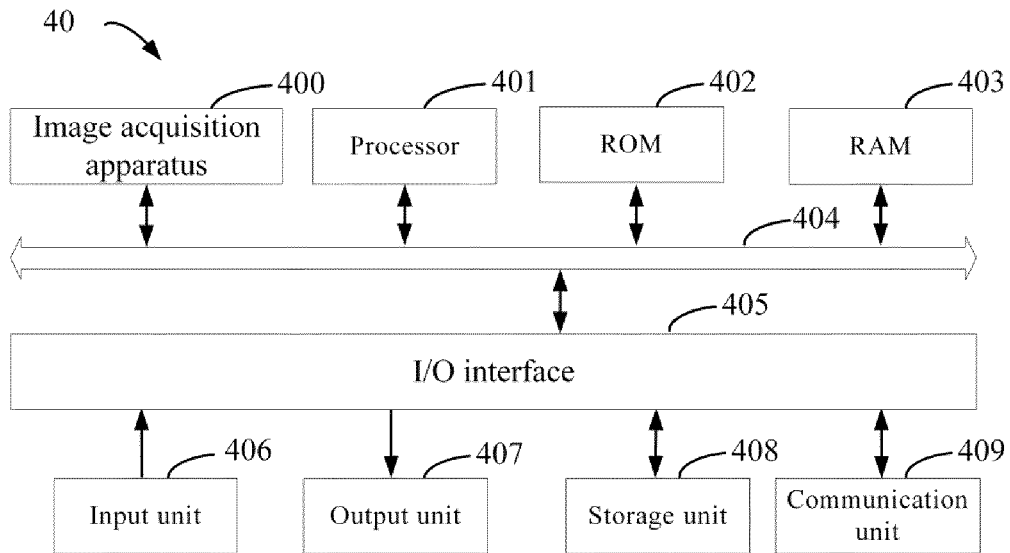 40
400
401
402
403
Image acquisition
apparatus
Processor
ROM
RAM
404
405
I/O interface
406
407
408
409
Input unit
Output unit
Storage unit
Communication
unit